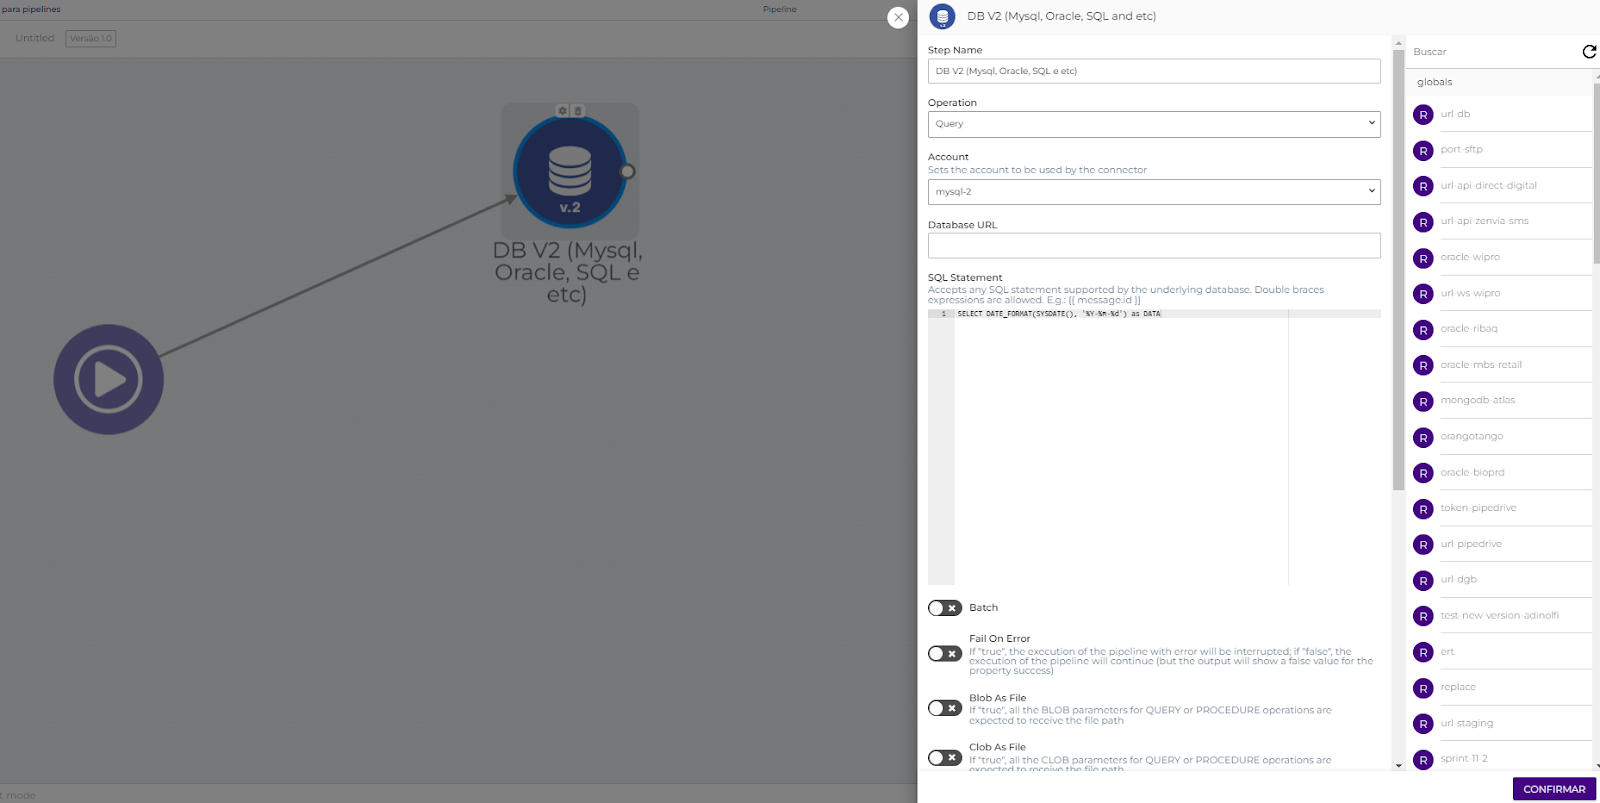 para pipelines
Pipeline
Untitled
Versão 1.0
v.2
DB V2 (Mysql,
Oracle, SQL e
etc)
DB V2 (Mysql, Oracle, SQL and etc)
Step Name
DB V2 (Mysql, Oracle, SQL e etc)
Operation
Query
Account
Sets the account to be used by the connector
mysql-2
Database URL
SQL Statement
Accepts any SQL statement supported by the underlying database. Double braces
expressions are allowed. E.g.: {{ message.id }}
1 SELECT DATE_FORMAT(SYSDATE(), '%Y-%m-%d') as DATA
Batch
Fail On Error
If "true", the execution of the pipeline with error will be interrupted; if "false", the
execution of the pipeline will continue (but the output will show a false value for the
property success)
Blob As File
If "true", all the BLOB parameters for QUERY or PROCEDURE operations are
expected to receive the file path
Clob As File
If "true", all the CLOB parameters for QUERY or PROCEDURE operations are
expected to receive the file path
Buscar
globals
R url-db
R port-sftp
R url-api-direct-digital
R url-api-zenvia-sms
R oracle-wipro
R url-ws-wipro
R oracle-ribaq
R oracle-mbs-retail
R mongodb-atlas
R orangotango
R oracle-bioprd
R token-pipedrive
R url-pipedrive
R url-dgb
R test-new-version-adinolfi
R ert
R replace
R url-staging
R sprint-11-2
t mode
CONFIRMAR